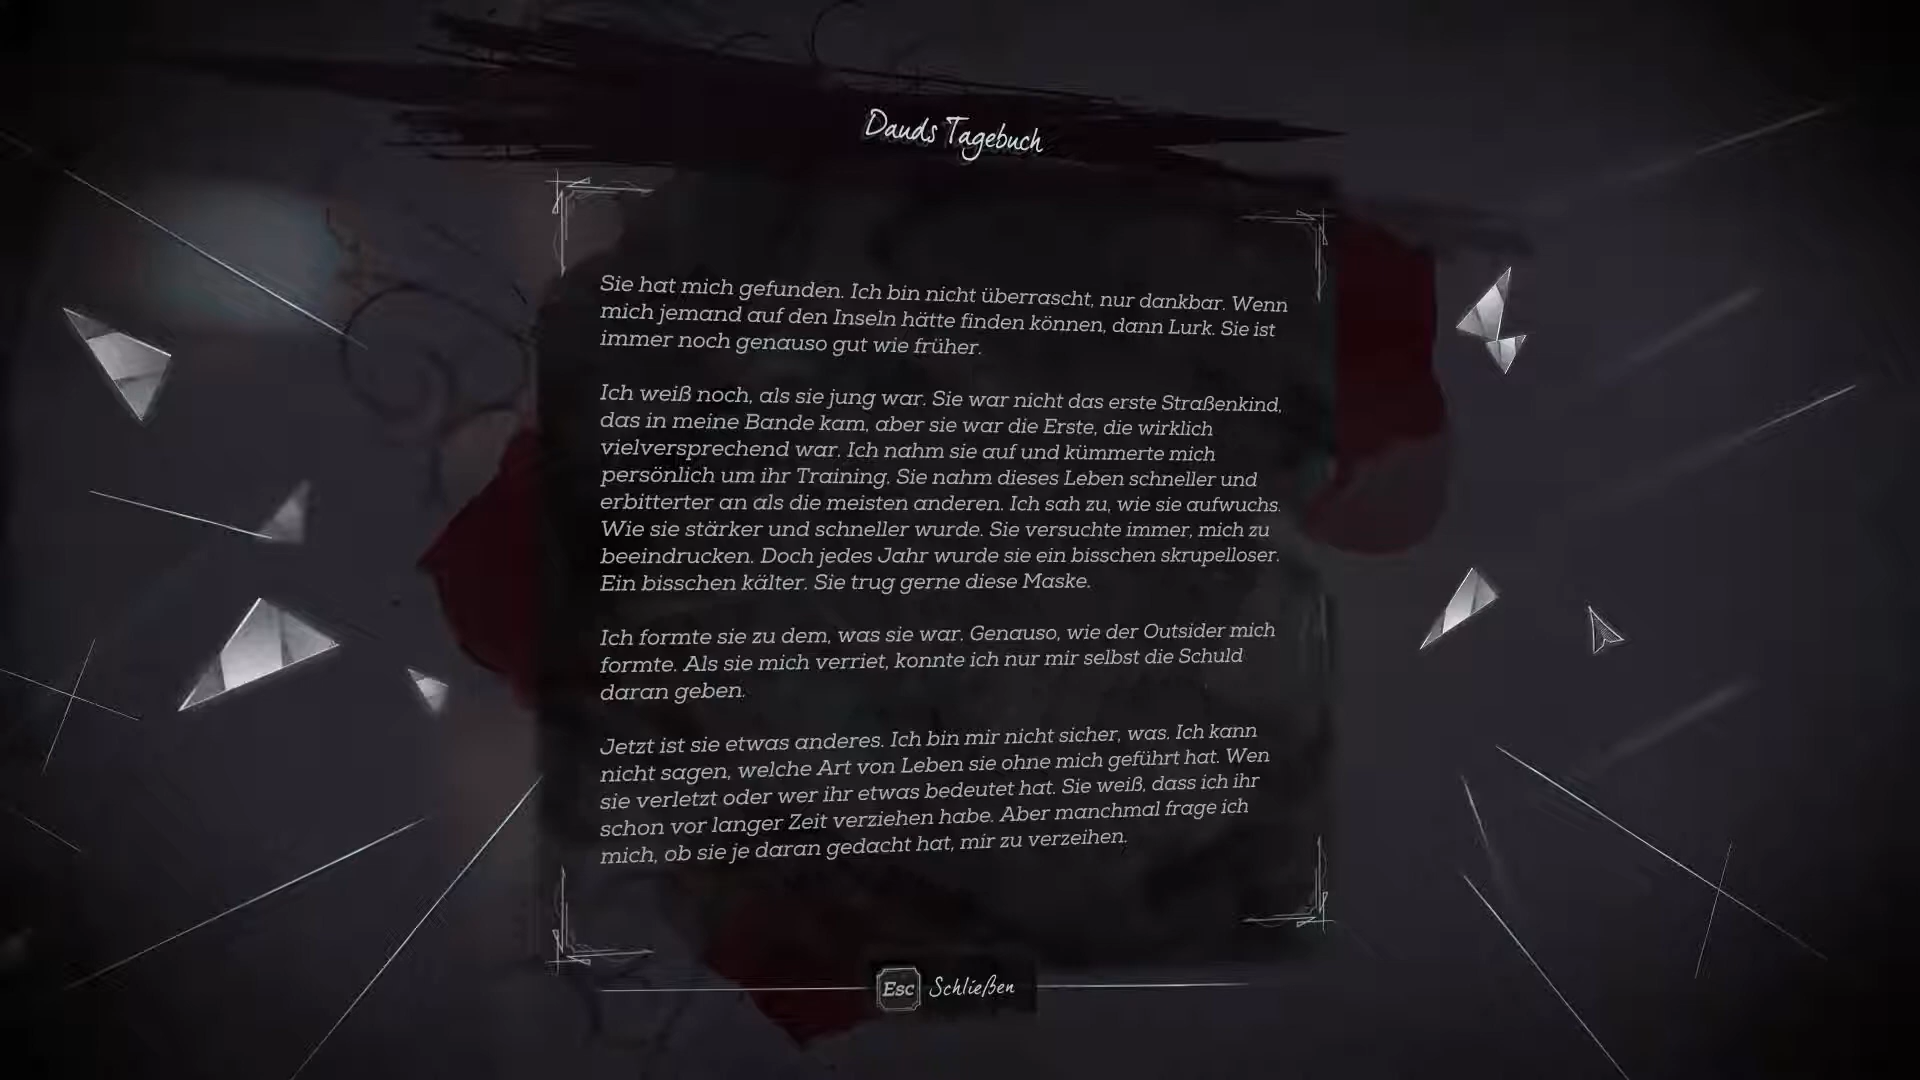 Dauds Tagebuch
Sie hat mich gefunden. Ich bin nicht überrascht, nur dankbar. Wenn
mich jemand auf den Inseln hätte finden können, dann Lurk. Sie ist
immer noch genauso gut wie früher.
Ich weiß noch, als sie jung war. Sie war nicht das erste Straßenkind,
das in meine Bande kam, aber sie war die Erste, die wirklich
vielversprechend war. Ich nahm sie auf und kümmerte mich
persönlich um ihr Training. Sie nahm dieses Leben schneller und
erbitterter an als die meisten anderen. Ich sah zu, wie sie aufwuchs.
Wie sie stärker und schneller wurde. Sie versuchte immer, mich zu
beeindrucken. Doch jedes Jahr wurde sie ein bisschen skrupelloser.
Ein bisschen kälter. Sie trug gerne diese Maske.
Ich formte sie zu dem, was sie war. Genauso, wie der Outsider mich
formte. Als sie mich verriet, konnte ich nur mir selbst die Schuld
daran geben.
Jetzt ist sie etwas anderes. Ich bin mir nicht sicher, was. Ich kann
nicht sagen, welche Art von Leben sie ohne mich geführt hat. Wen
sie verletzt oder wer ihr etwas bedeutet hat. Sie weiß, dass ich ihr
schon vor langer Zeit verziehen habe. Aber manchmal frage ich
mich, ob sie je daran gedacht hat, mir zu verzeihen.
Esc Schließen